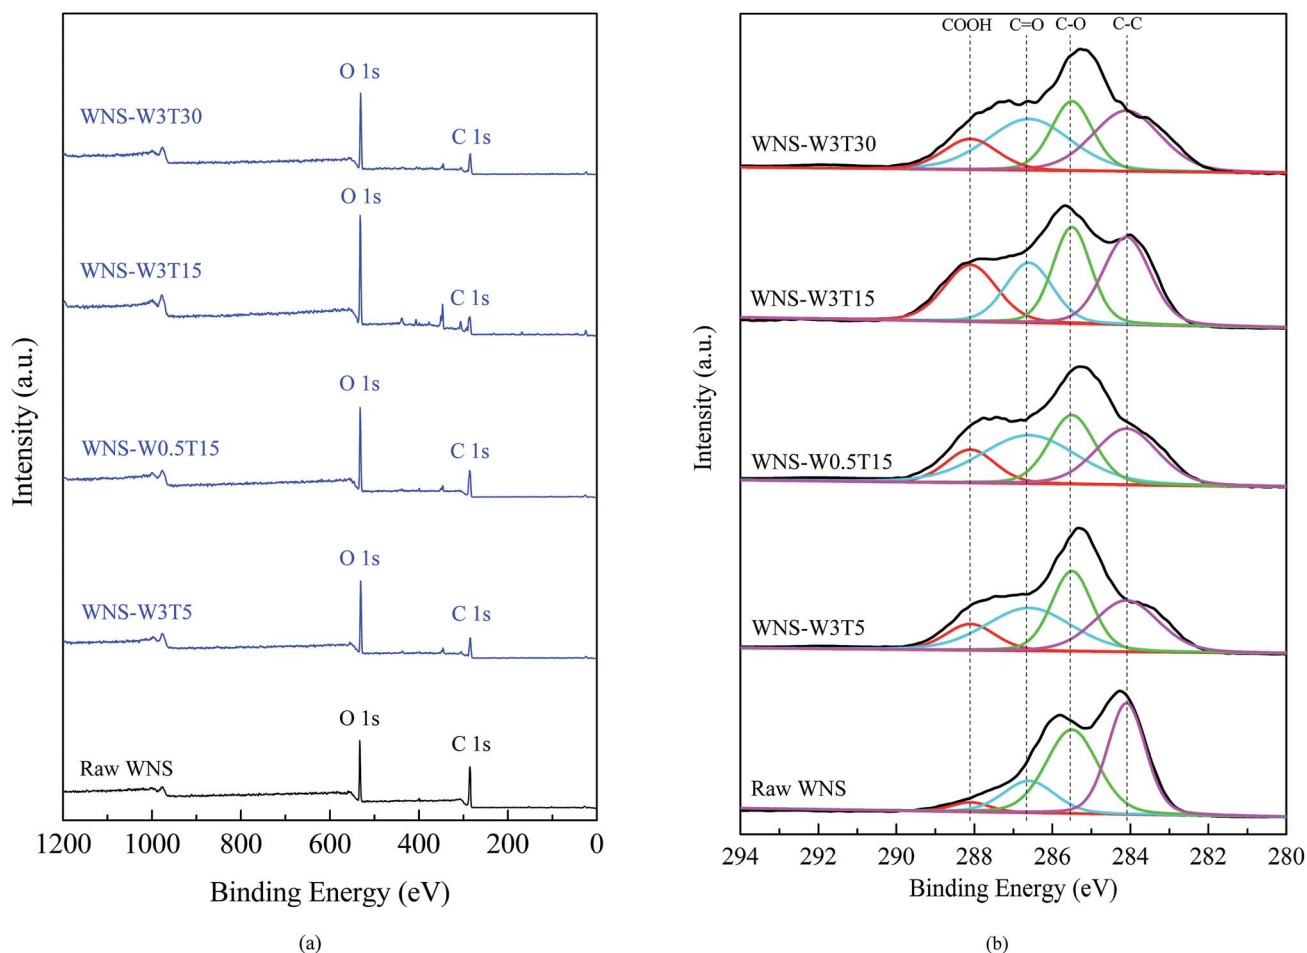 O 1s
WNS-W3T30
C 1s
O 1s
WNS-W3T15
C 1s
O 1s
WNS-W0.5T15
C 1s
O 1s
WNS-W3T5
C 1s
O 1s
Raw WNS
C 1s
Intensity (a.u.)
1200 1000 800 600 400 200 0
Binding Energy (eV)
(a)
COOH C=O C-O C-C
WNS-W3T30
WNS-W3T15
WNS-W0.5T15
WNS-W3T5
Raw WNS
Intensity (a.u.)
294 292 290 288 286 284 282 280
Binding Energy (eV)
(b)